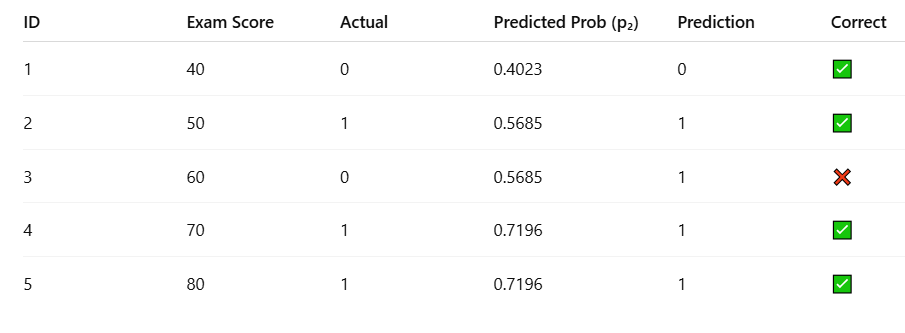 ID Exam Score Actual Predicted Prob (p₂) Prediction Correct
1 40 0 0.4023 0 ✅
2 50 1 0.5685 1 ✅
3 60 0 0.5685 1 ❌
4 70 1 0.7196 1 ✅
5 80 1 0.7196 1 ✅